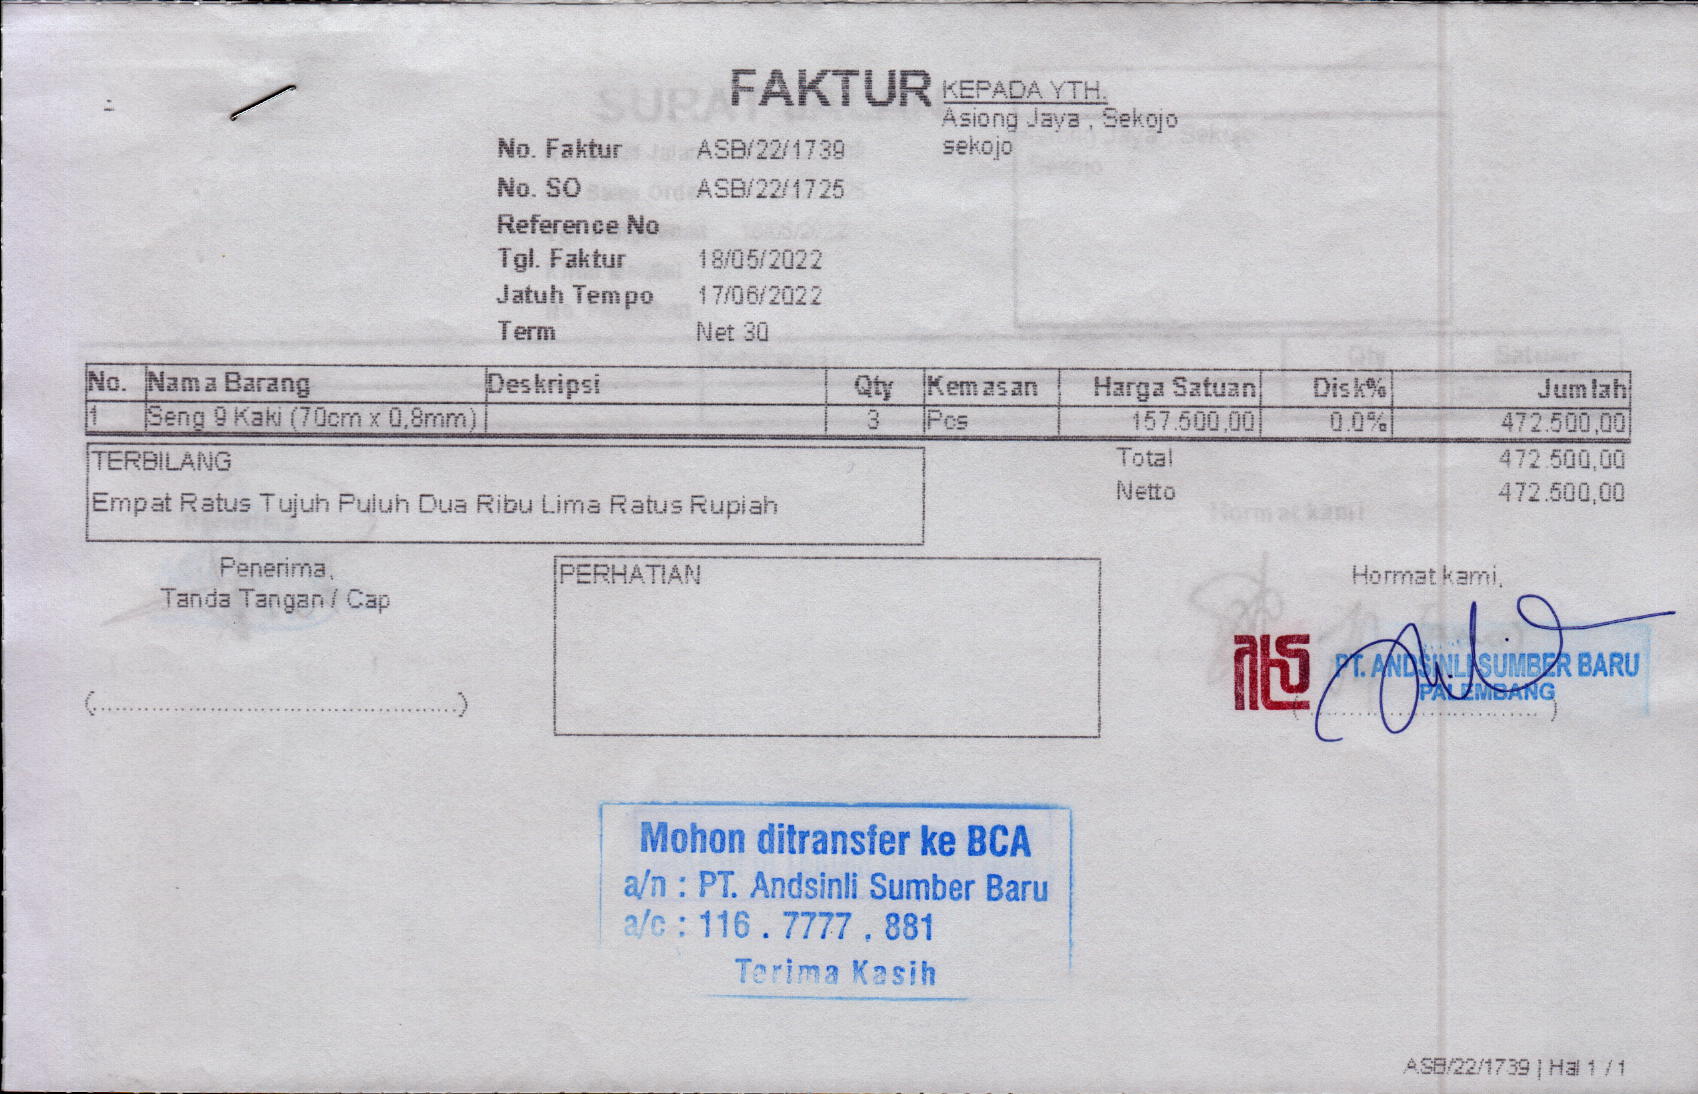 FAKTUR
KEPADA YTH.
Asiong Jaya , Sekojo
sekojo
No. Faktur ASB/22/1739
No. SO ASB/22/1725
Reference No
Tgl. Faktur 18/05/2022
Jatuh Tempo 17/06/2022
Term Net 30
No. Nama Barang Deskripsi Qty Kemasan Harga Satuan Disk% Jumlah
1 Seng 9 Kaki (70cm x 0,8mm) 3 Pcs 157.500,00 0.0% 472.500,00
TERBILANG
Empat Ratus Tujuh Puluh Dua Ribu Lima Ratus Rupiah
Total 472.500,00
Netto 472.500,00
Penerima,
Tanda Tangan / Cap
(..........................................)
PERHATIAN
Hormat kami,
PT. ANDSINLI SUMBER BARU
PALEMBANG
Mohon ditransfer ke BCA
a/n : PT. Andsinli Sumber Baru
a/c : 116 . 7777 . 881
Terima Kasih
ASB/22/1739 | Hal 1 / 1